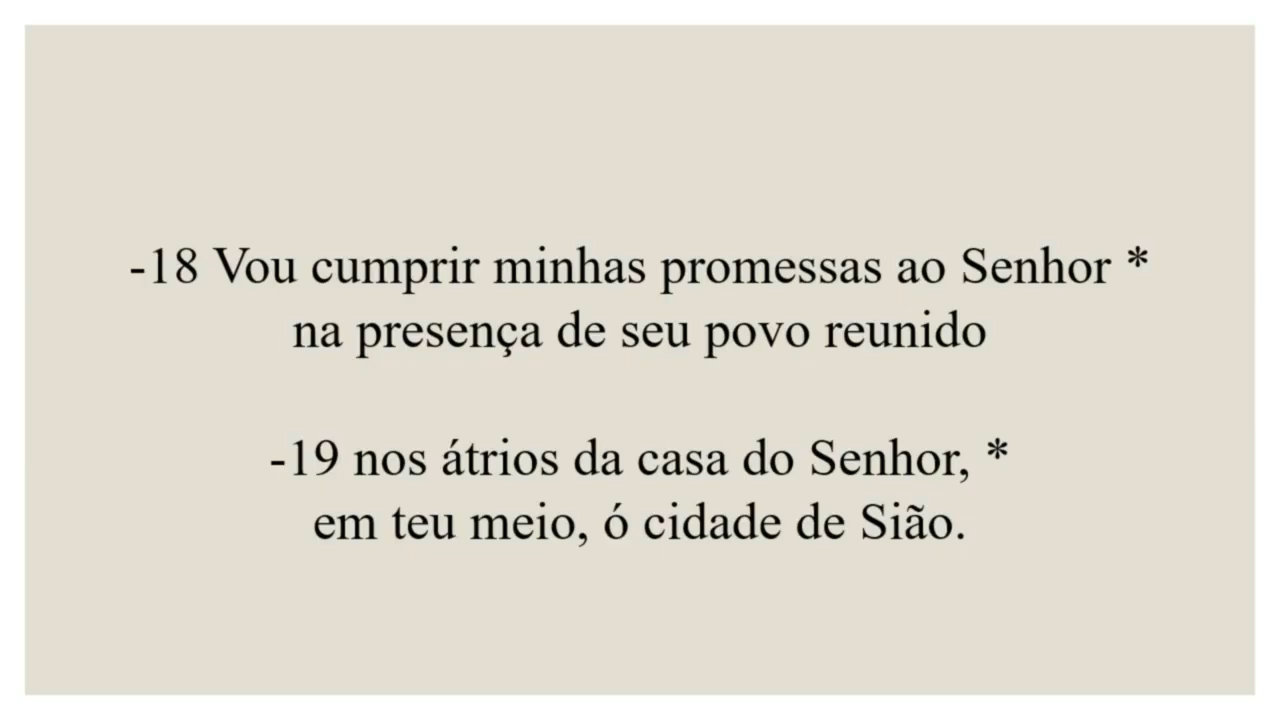 -18 Vou cumprir minhas promessas ao Senhor *
na presença de seu povo reunido
-19 nos átrios da casa do Senhor, *
em teu meio, ó cidade de Sião.